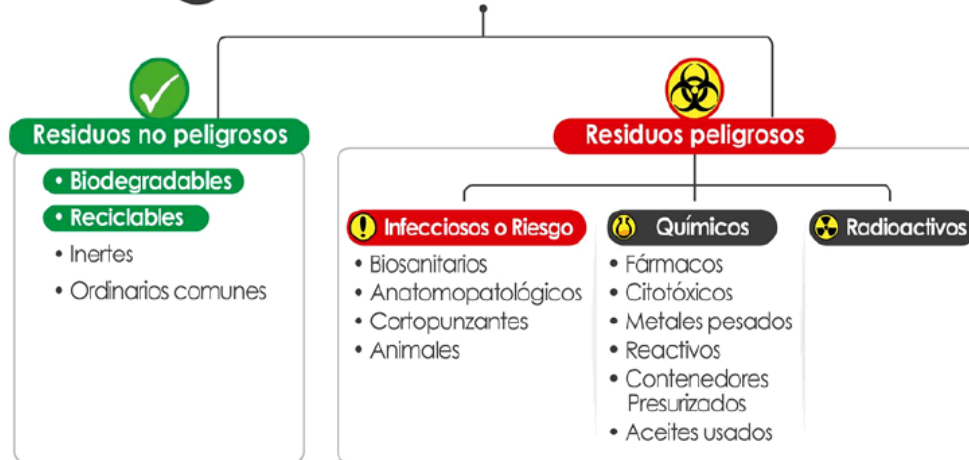 Residuos no peligrosos
• Biodegradables
• Reciclables
• Inertes
• Ordinarios comunes
Residuos peligrosos
Infecciosos o Riesgo
• Biosanitarios
• Anatomopatológicos
• Cortopunzantes
• Animales
Químicos
• Fármacos
• Citotóxicos
• Metales pesados
• Reactivos
• Contenedores
Presurizados
• Aceites usados
Radioactivos